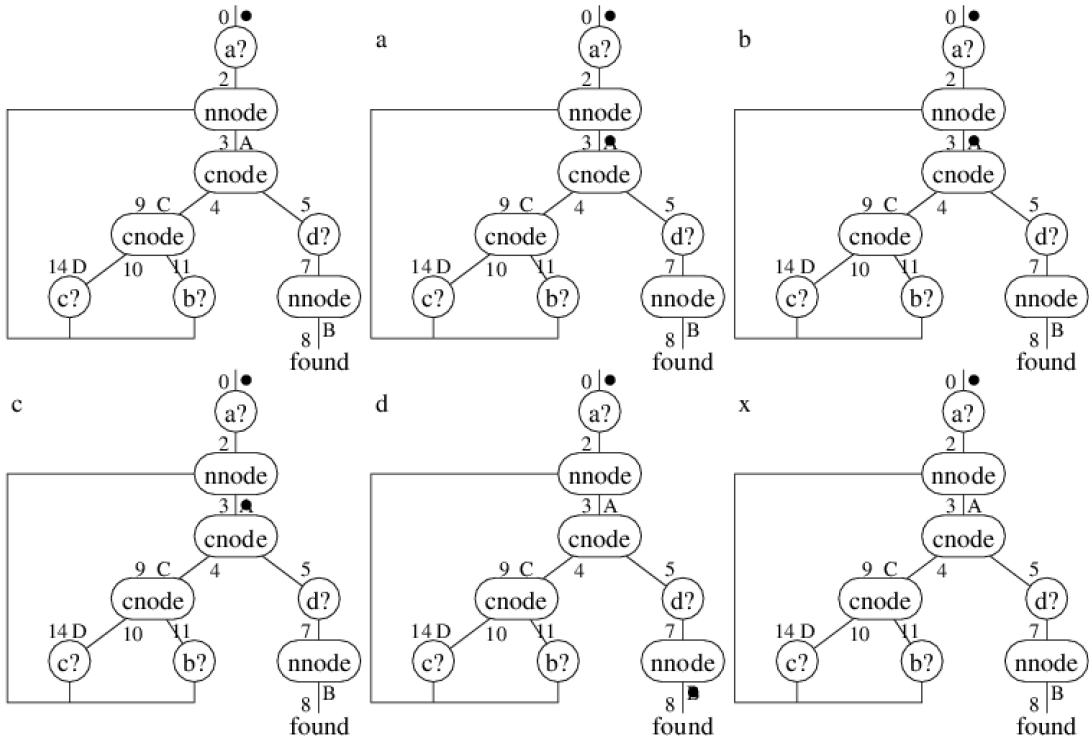 0 0 0
a? a a? b a?
2 2 2
nnode nnode nnode
3 A 3 A 3 A
cnode cnode cnode
9 C 4 5 9 C 4 5 9 C 4 5
cnode d? cnode d? cnode d?
14 D 10 11 7 14 D 10 11 7 14 D 10 11 7
c? b? nnode c? b? nnode c? b? nnode
8 B 8 B 8 B
found found found
0 0 0
c a? d a? x a?
2 2 2
nnode nnode nnode
3 A 3 A 3 A
cnode cnode cnode
9 C 4 5 9 C 4 5 9 C 4 5
cnode d? cnode d? cnode d?
14 D 10 11 7 14 D 10 11 7 14 D 10 11 7
c? b? nnode c? b? nnode c? b? nnode
8 B 8 B 8 B
found found found